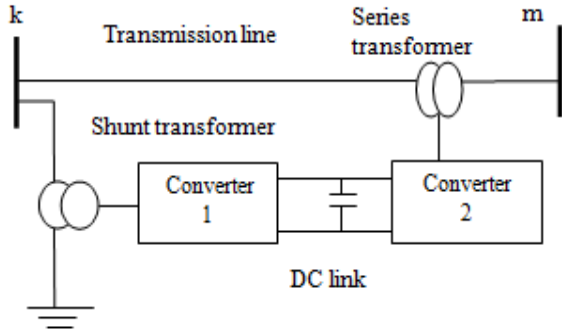 k
Transmission line
Series
transformer
m
Shunt transformer
Converter
1
Converter
2
DC link